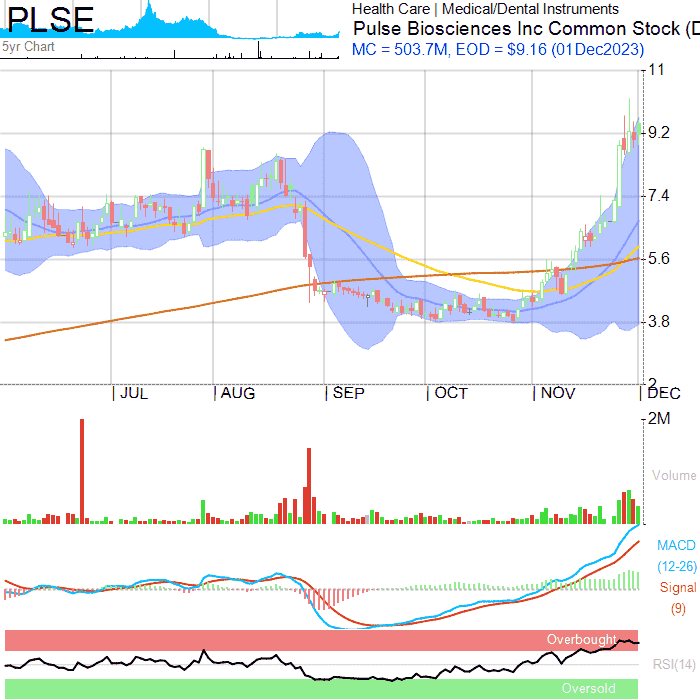 PLSE
5yr Chart
Health Care | Medical/Dental Instruments
Pulse Biosciences Inc Common Stock (D
MC = 503.7M, EOD = $9.16 (01Dec2023)
11
9.2
7.4
5.6
3.8
2
JUL AUG SEP OCT NOV DEC
2M
Volume
MACD
(12-26)
Signal
(9)
Overbought
RSI(14)
Oversold